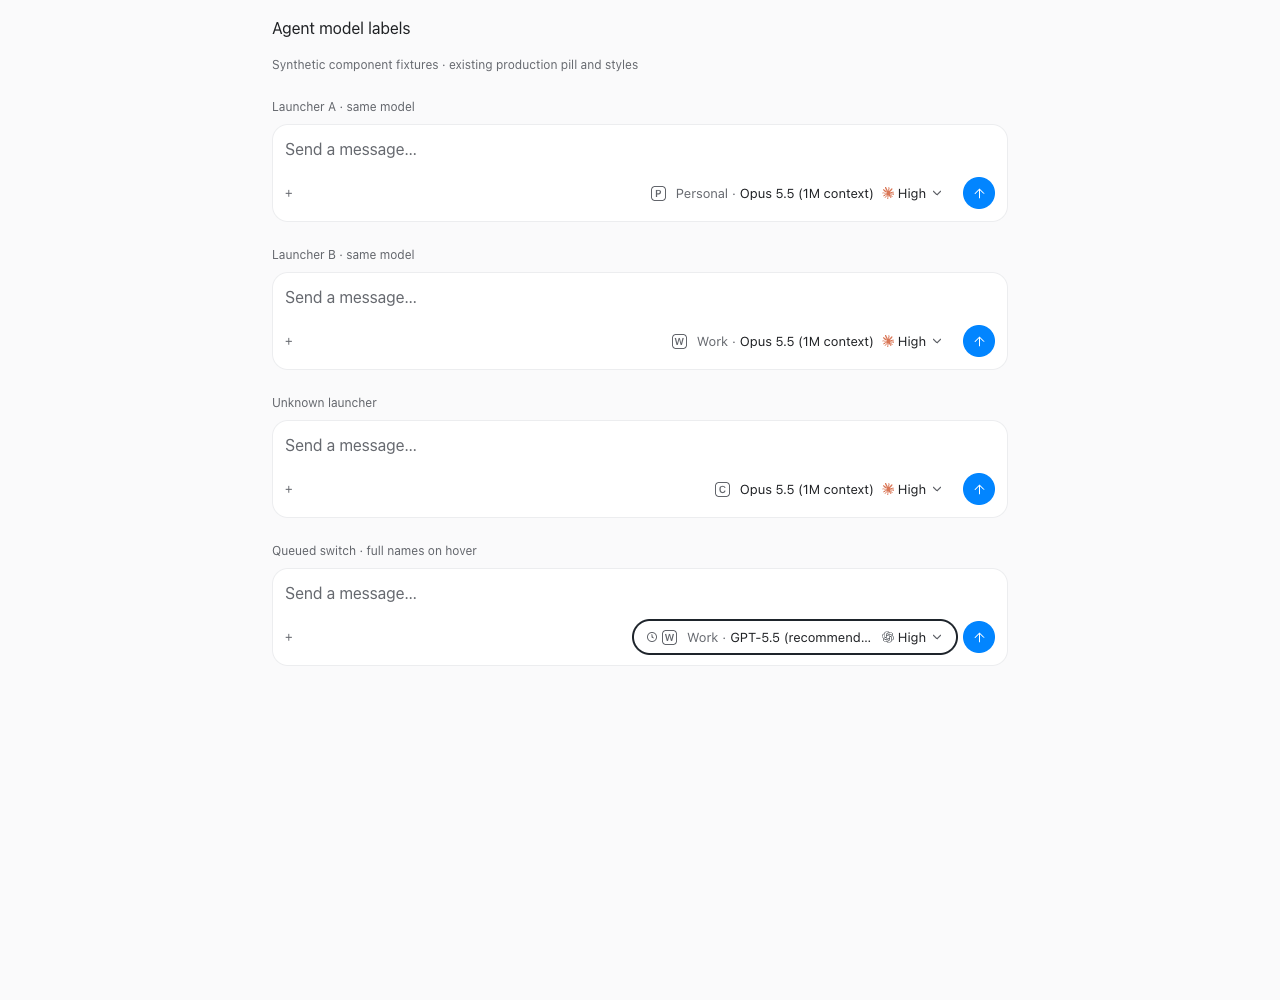 Agent model labels
Synthetic component fixtures · existing production pill and styles
Launcher A · same model
Send a message...
+ P Personal · Opus 5.5 (1M context) High
Launcher B · same model
Send a message...
+ W Work · Opus 5.5 (1M context) High
Unknown launcher
Send a message...
+ C Opus 5.5 (1M context) High
Queued switch · full names on hover
Send a message...
+ W Work · GPT-5.5 (recommend... High